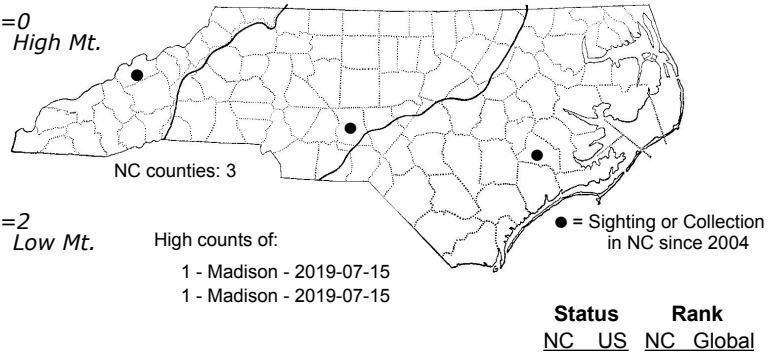 =0
High Mt.
NC counties: 3
=2
Low Mt.
High counts of:
1 - Madison - 2019-07-15
1 - Madison - 2019-07-15
● = Sighting or Collection
in NC since 2004
Status Rank
NC US NC Global